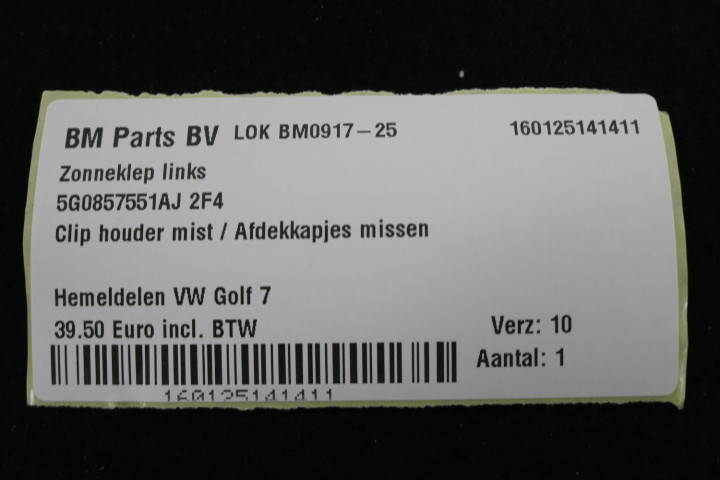 BM Parts BV LOK BM0917-25 160125141411
Zonneklep links
5G0857551AJ 2F4
Clip houder mist / Afdekkapjes missen
Hemeldelen VW Golf 7
39.50 Euro incl. BTW Verz: 10
Aantal: 1
160125141411